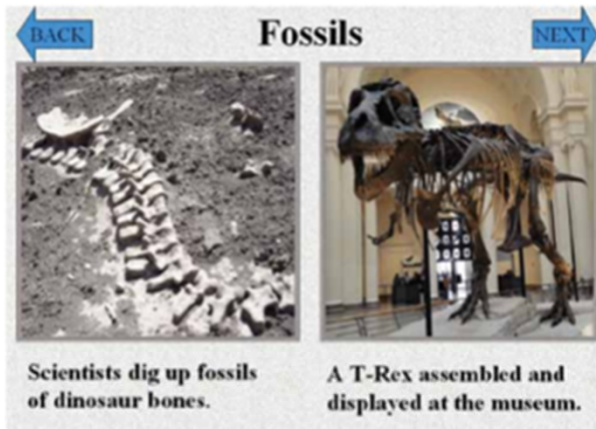 BACK
Fossils
NEXT
Scientists dig up fossils
of dinosaur bones.
A T-Rex assembled and
displayed at the museum.